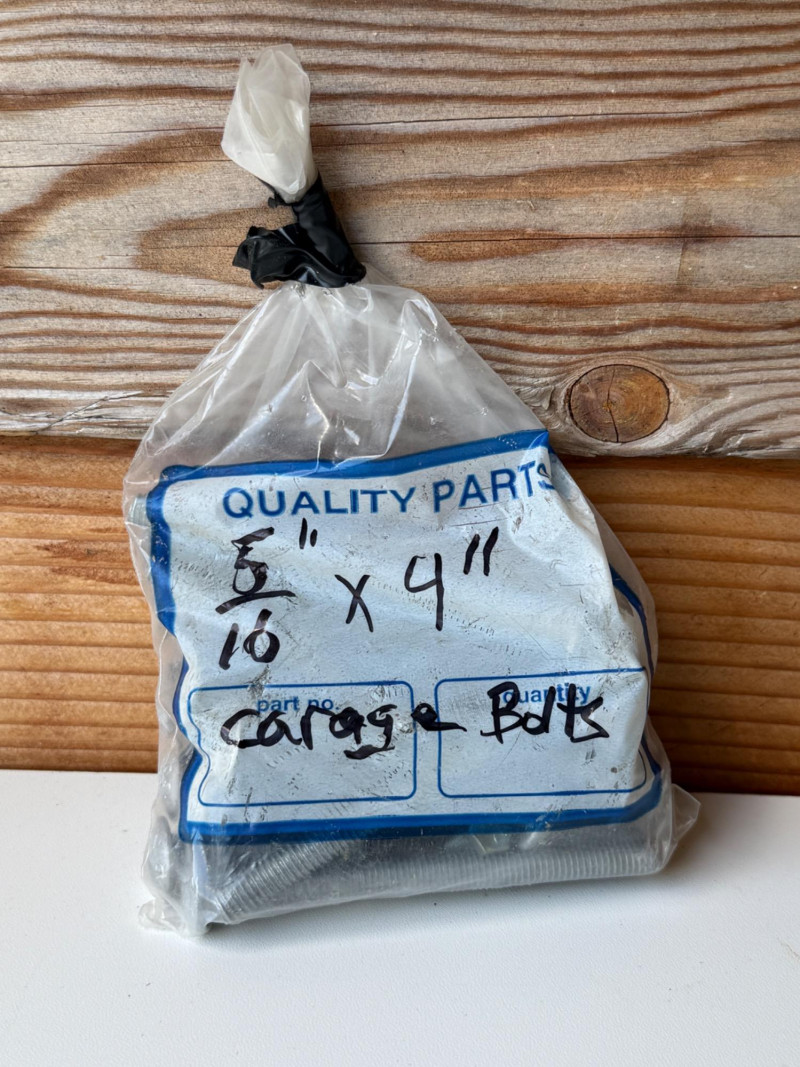 QUALITY PARTS
5/16" x 4"
part no. quantity
carage Bolts